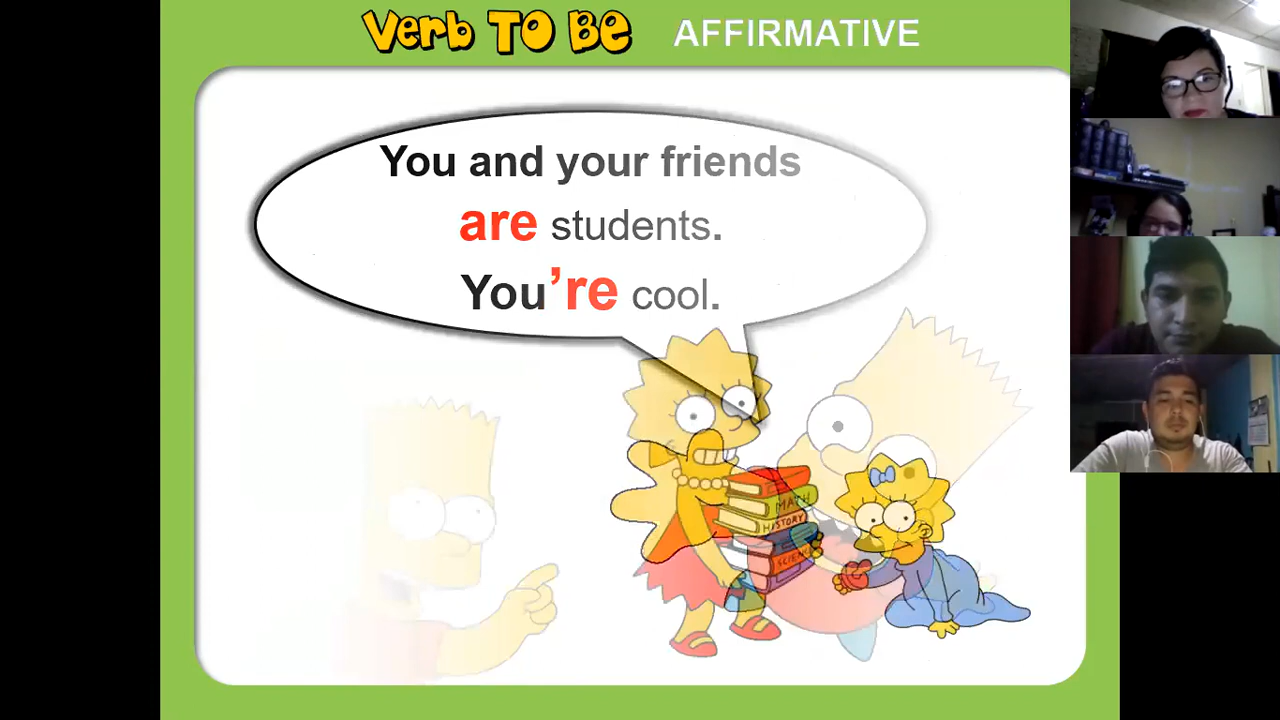 Verb TO BE AFFIRMATIVE
You and your friends
are students.
You're cool.
MATH
HISTORY
SCIENCE